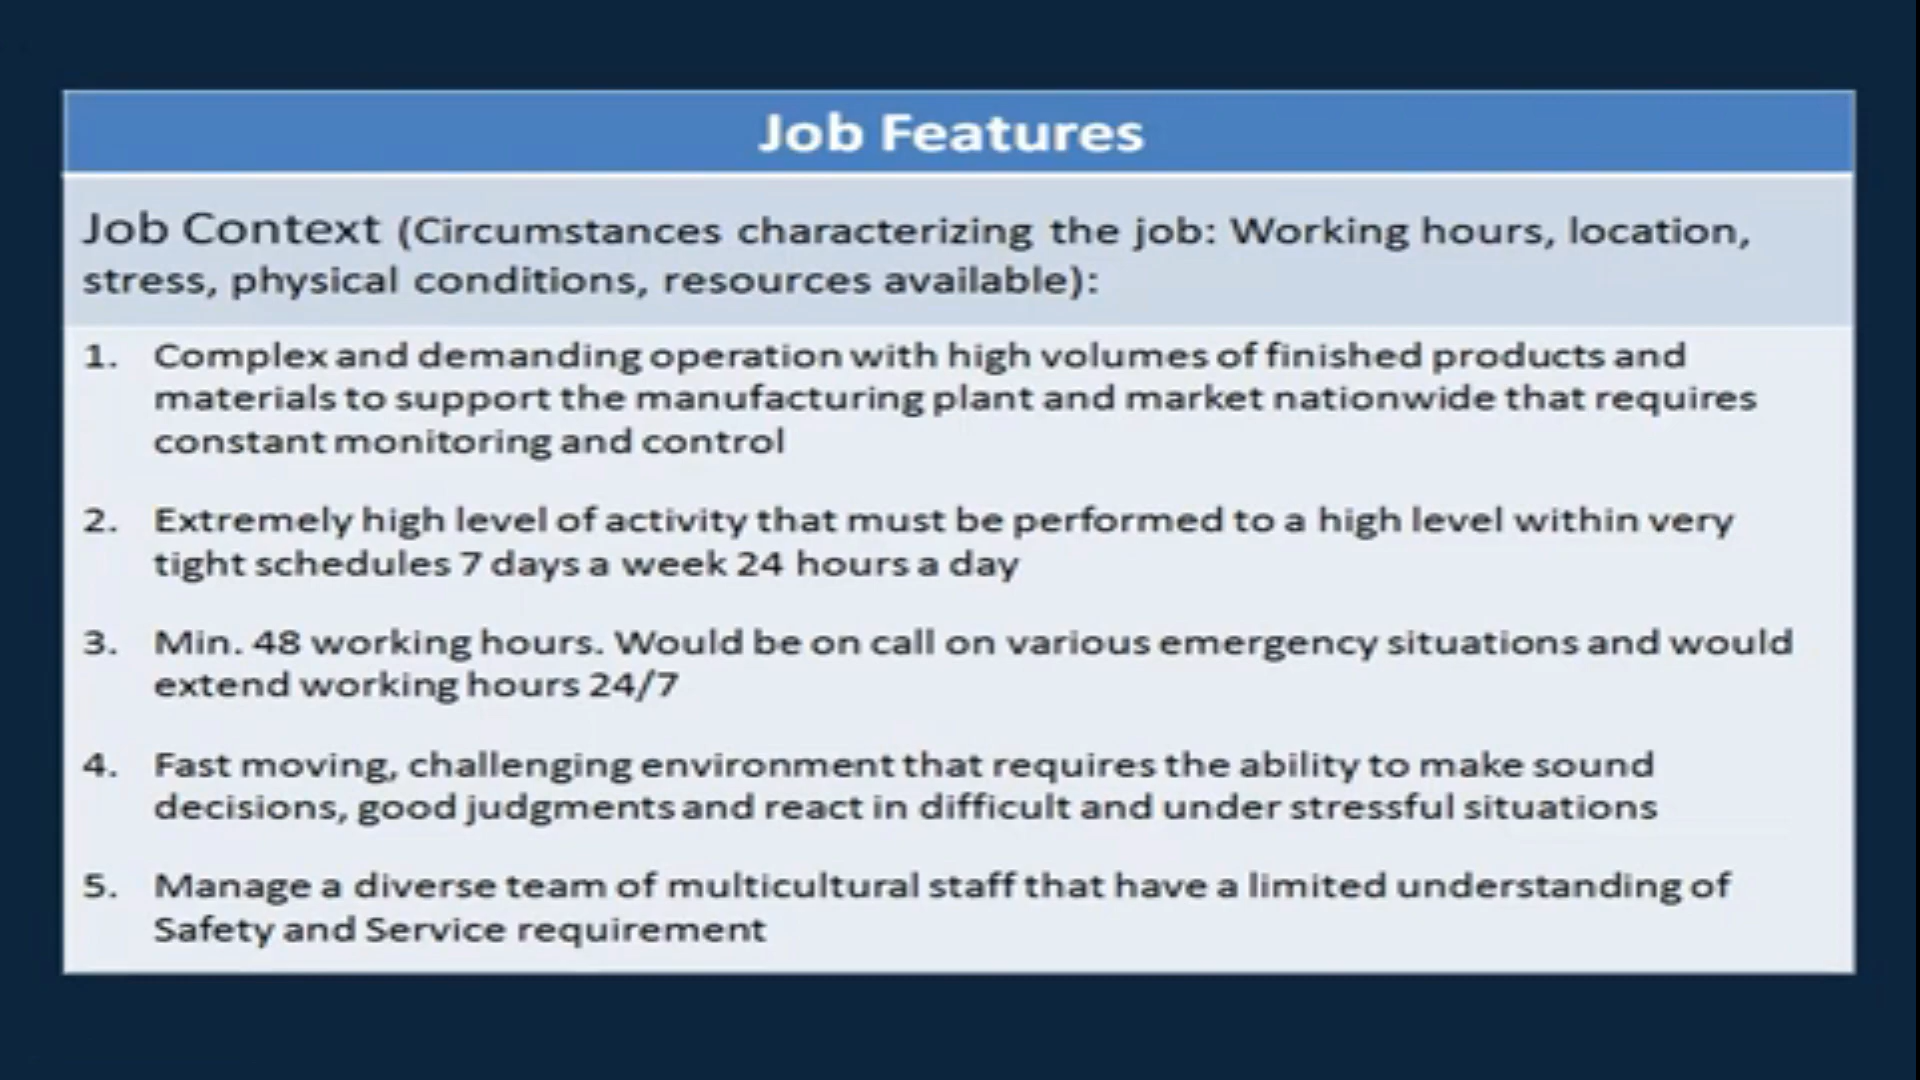 Job Features
Job Context (Circumstances characterizing the job: Working hours, location,
stress, physical conditions, resources available):
1. Complex and demanding operation with high volumes of finished products and
materials to support the manufacturing plant and market nationwide that requires
constant monitoring and control
2. Extremely high level of activity that must be performed to a high level within very
tight schedules 7 days a week 24 hours a day
3. Min. 48 working hours. Would be on call on various emergency situations and would
extend working hours 24/7
4. Fast moving, challenging environment that requires the ability to make sound
decisions, good judgments and react in difficult and under stressful situations
5. Manage a diverse team of multicultural staff that have a limited understanding of
Safety and Service requirement